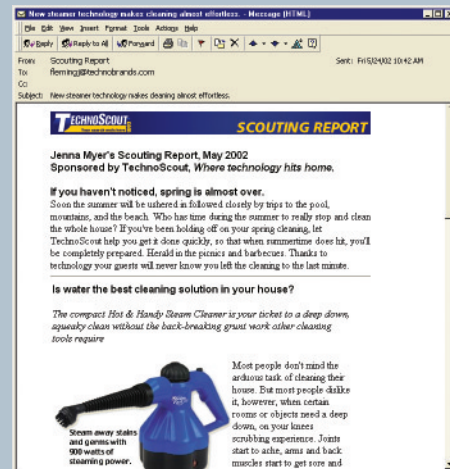 New steamer technology makes cleaning almost effortless. - Message (HTML)
File Edit View Insert Format Tools Actions Help
Reply Reply to All Forward
From: Scouting Report Sent: Fri 5/24/02 10:42 AM
To: flemingj@technobrands.com
Cc:
Subject: New steamer technology makes cleaning almost effortless.
TECHNOSCOUT SCOUTING REPORT
Jenna Myer's Scouting Report, May 2002
Sponsored by TechnoScout, Where technology hits home.
If you haven't noticed, spring is almost over.
Soon the summer will be ushered in followed closely by trips to the pool,
mountains, and the beach. Who has time during the summer to really stop and clean
the whole house? If you've been holding off on your spring cleaning, let
TechnoScout help you get it done quickly, so that when summertime does hit, you'll
be completely prepared. Herald in the picnics and barbecues. Thanks to
technology your guests will never know you left the cleaning to the last minute.
Is water the best cleaning solution in your house?
The compact Hot & Handy Steam Cleaner is your ticket to a deep down,
squeaky clean without the back-breaking grunt work other cleaning
tools require
Most people don't mind the
arduous task of cleaning their
house. But most people dislike
it, however, when certain
rooms or objects need a deep
down, on your knees
scrubbing experience. Joints
start to ache, arms and back
muscles start to get sore and
Steam away stains
and germs with
900 watts of
steaming power.